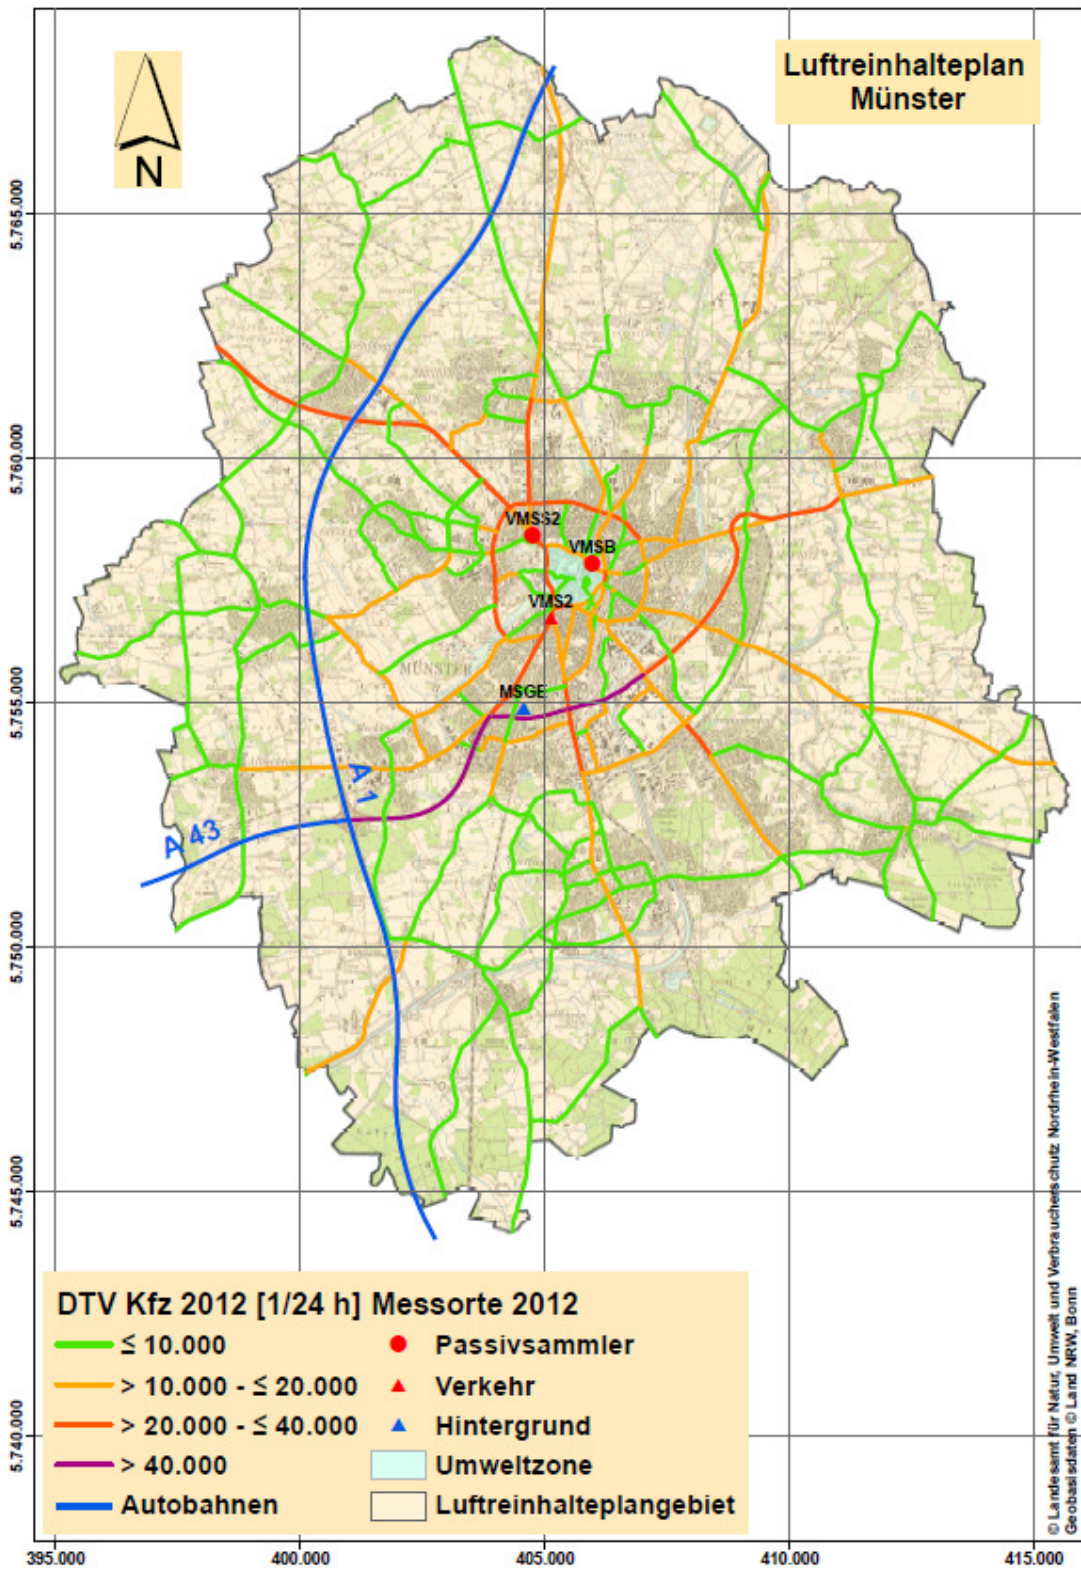 Luftreinhalteplan
Münster
N
5.765.000
5.760.000
5.755.000
5.750.000
5.745.000
5.740.000
VMSS2
VMSB
VMS2
MÜNSTER
MSGE
A 1
A 43
DTV Kfz 2012 [1/24 h] Messorte 2012
≤ 10.000
Passivsammler
> 10.000 - ≤ 20.000
Verkehr
> 20.000 - ≤ 40.000
Hintergrund
> 40.000
Umweltzone
Autobahnen
Luftreinhalteplangebiet
395.000
400.000
405.000
410.000
415.000
© Landesamt für Natur, Umwelt und Verbraucherschutz Nordrhein-Westfalen
Geobasisdaten © Land NRW, Bonn